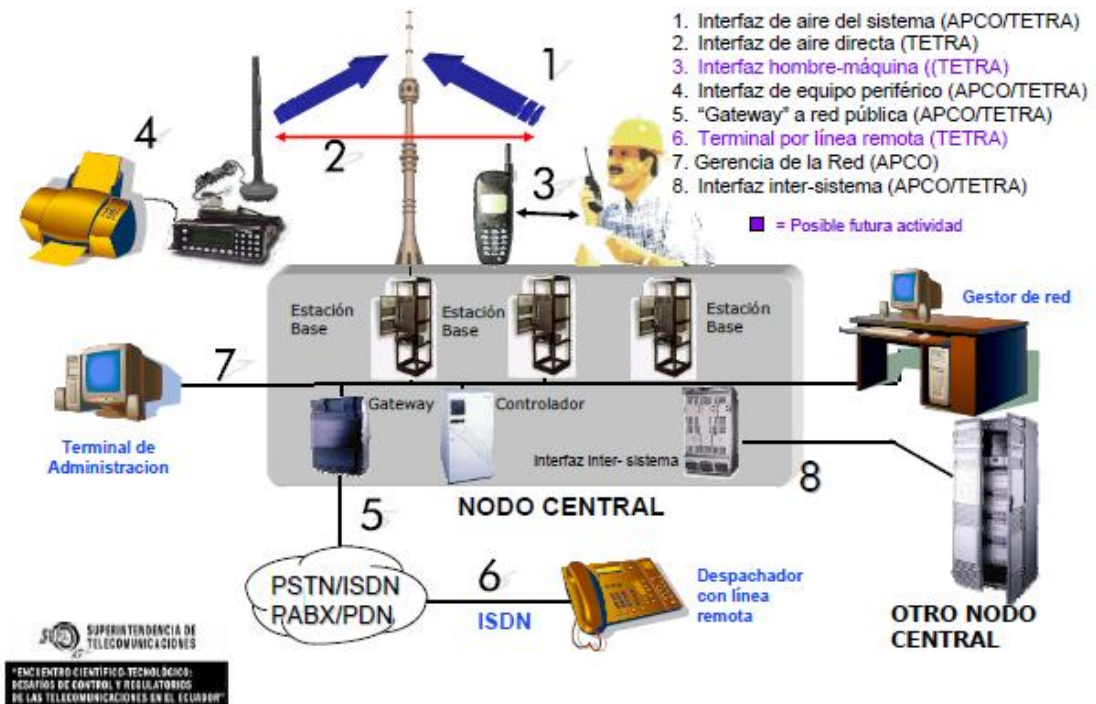 1. Interfaz de aire del sistema (APCO/TETRA)
2. Interfaz de aire directa (TETRA)
3. Interfaz hombre-máquina ((TETRA)
4. Interfaz de equipo periférico (APCO/TETRA)
5. “Gateway” a red pública (APCO/TETRA)
6. Terminal por línea remota (TETRA)
7. Gerencia de la Red (APCO)
8. Interfaz inter-sistema (APCO/TETRA)
= Posible futura actividad
1
4
2
3
Estación
Base
Estación
Base
Estación
Base
Gestor de red
7
Gateway
Controlador
Terminal de
Administracion
Interfaz inter- sistema
8
NODO CENTRAL
5
PSTN/ISDN
PABX/PDN
6
ISDN
Despachador
con línea
remota
OTRO NODO
CENTRAL
SUPERINTENDENCIA DE
TELECOMUNICACIONES
"ENCUENTRO CIENTÍFICO-TECNOLÓGICO:
DESAFÍOS DE CONTROL Y REGULATORIOS
DE LAS TELECOMUNICACIONES EN EL ECUADOR"